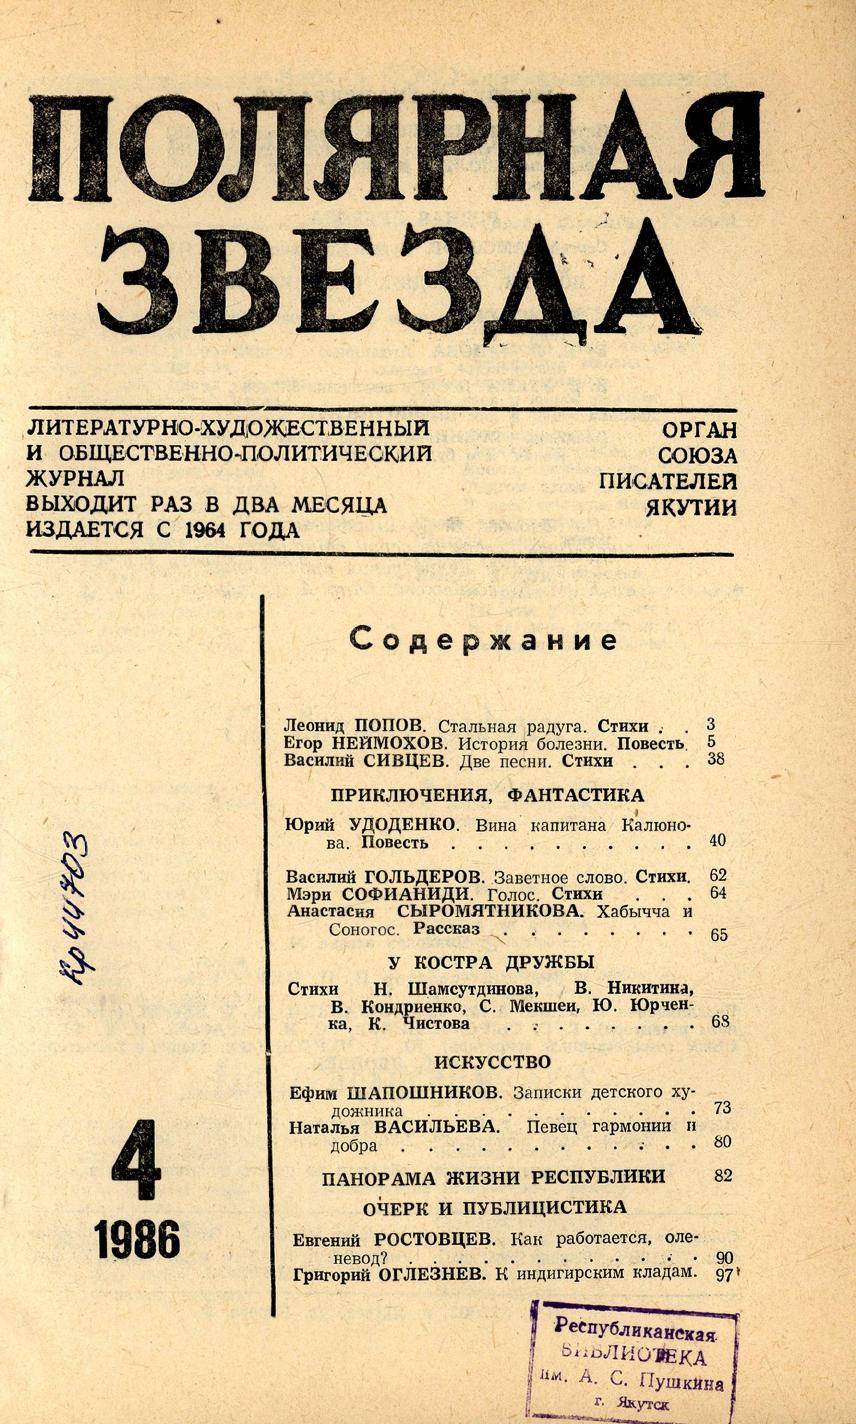 ПОЛЯРНАЯ
ЗВЕЗДА
ЛИТЕРАТУРНО-ХУДОЖЕСТВЕННЫЙ
И ОБЩЕСТВЕННО-ПОЛИТИЧЕСКИЙ
ЖУРНАЛ
ВЫХОДИТ РАЗ В ДВА МЕСЯЦА
ИЗДАЕТСЯ С 1964 ГОДА
ОРГАН
СОЮЗА
ПИСАТЕЛЕЙ
ЯКУТИИ
Содержание
Леонид ПОПОВ. Стальная радуга. Стихи . . 3
Егор НЕЙМОХОВ. История болезни. Повесть. 5
Василий СИВЦЕВ. Две песни. Стихи . . . 38
ПРИКЛЮЧЕНИЯ, ФАНТАСТИКА
Юрий УДОДЕНКО. Вина капитана Калюно-
ва. Повесть . . . . . . . . . . 40
Василий ГОЛЬДЕРОВ. Заветное слово. Стихи. 62
Мэри СОФИАНИДИ. Голос. Стихи . . . 64
Анастасия СЫРОМЯТНИКОВА. Хабычча и
Соногос. Рассказ . . . . . . . . 65
У КОСТРА ДРУЖБЫ
Стихи Н. Шамсутдинова, В. Никитина,
В. Кондриенко, С. Мекшеи, Ю. Юрчен-
ка, К. Чистова . . . . . . . . 68
ИСКУССТВО
Ефим ШАПОШНИКОВ. Записки детского ху-
дожника . . . . . . . . . . . 73
Наталья ВАСИЛЬЕВА. Певец гармонии и
добра . . . . . . . . . . . . 80
ПАНОРАМА ЖИЗНИ РЕСПУБЛИКИ 82
ОЧЕРК И ПУБЛИЦИСТИКА
Евгений РОСТОВЦЕВ. Как работается, оле-
невод? . . . . . . . . . . . . 90
Григорий ОГЛЕЗНЕВ. К индигирским кладам. 97
Кр44703
4
1986
Республиканская
БИБЛИОТЕКА
им. А. С. Пушкина
г. Якутск